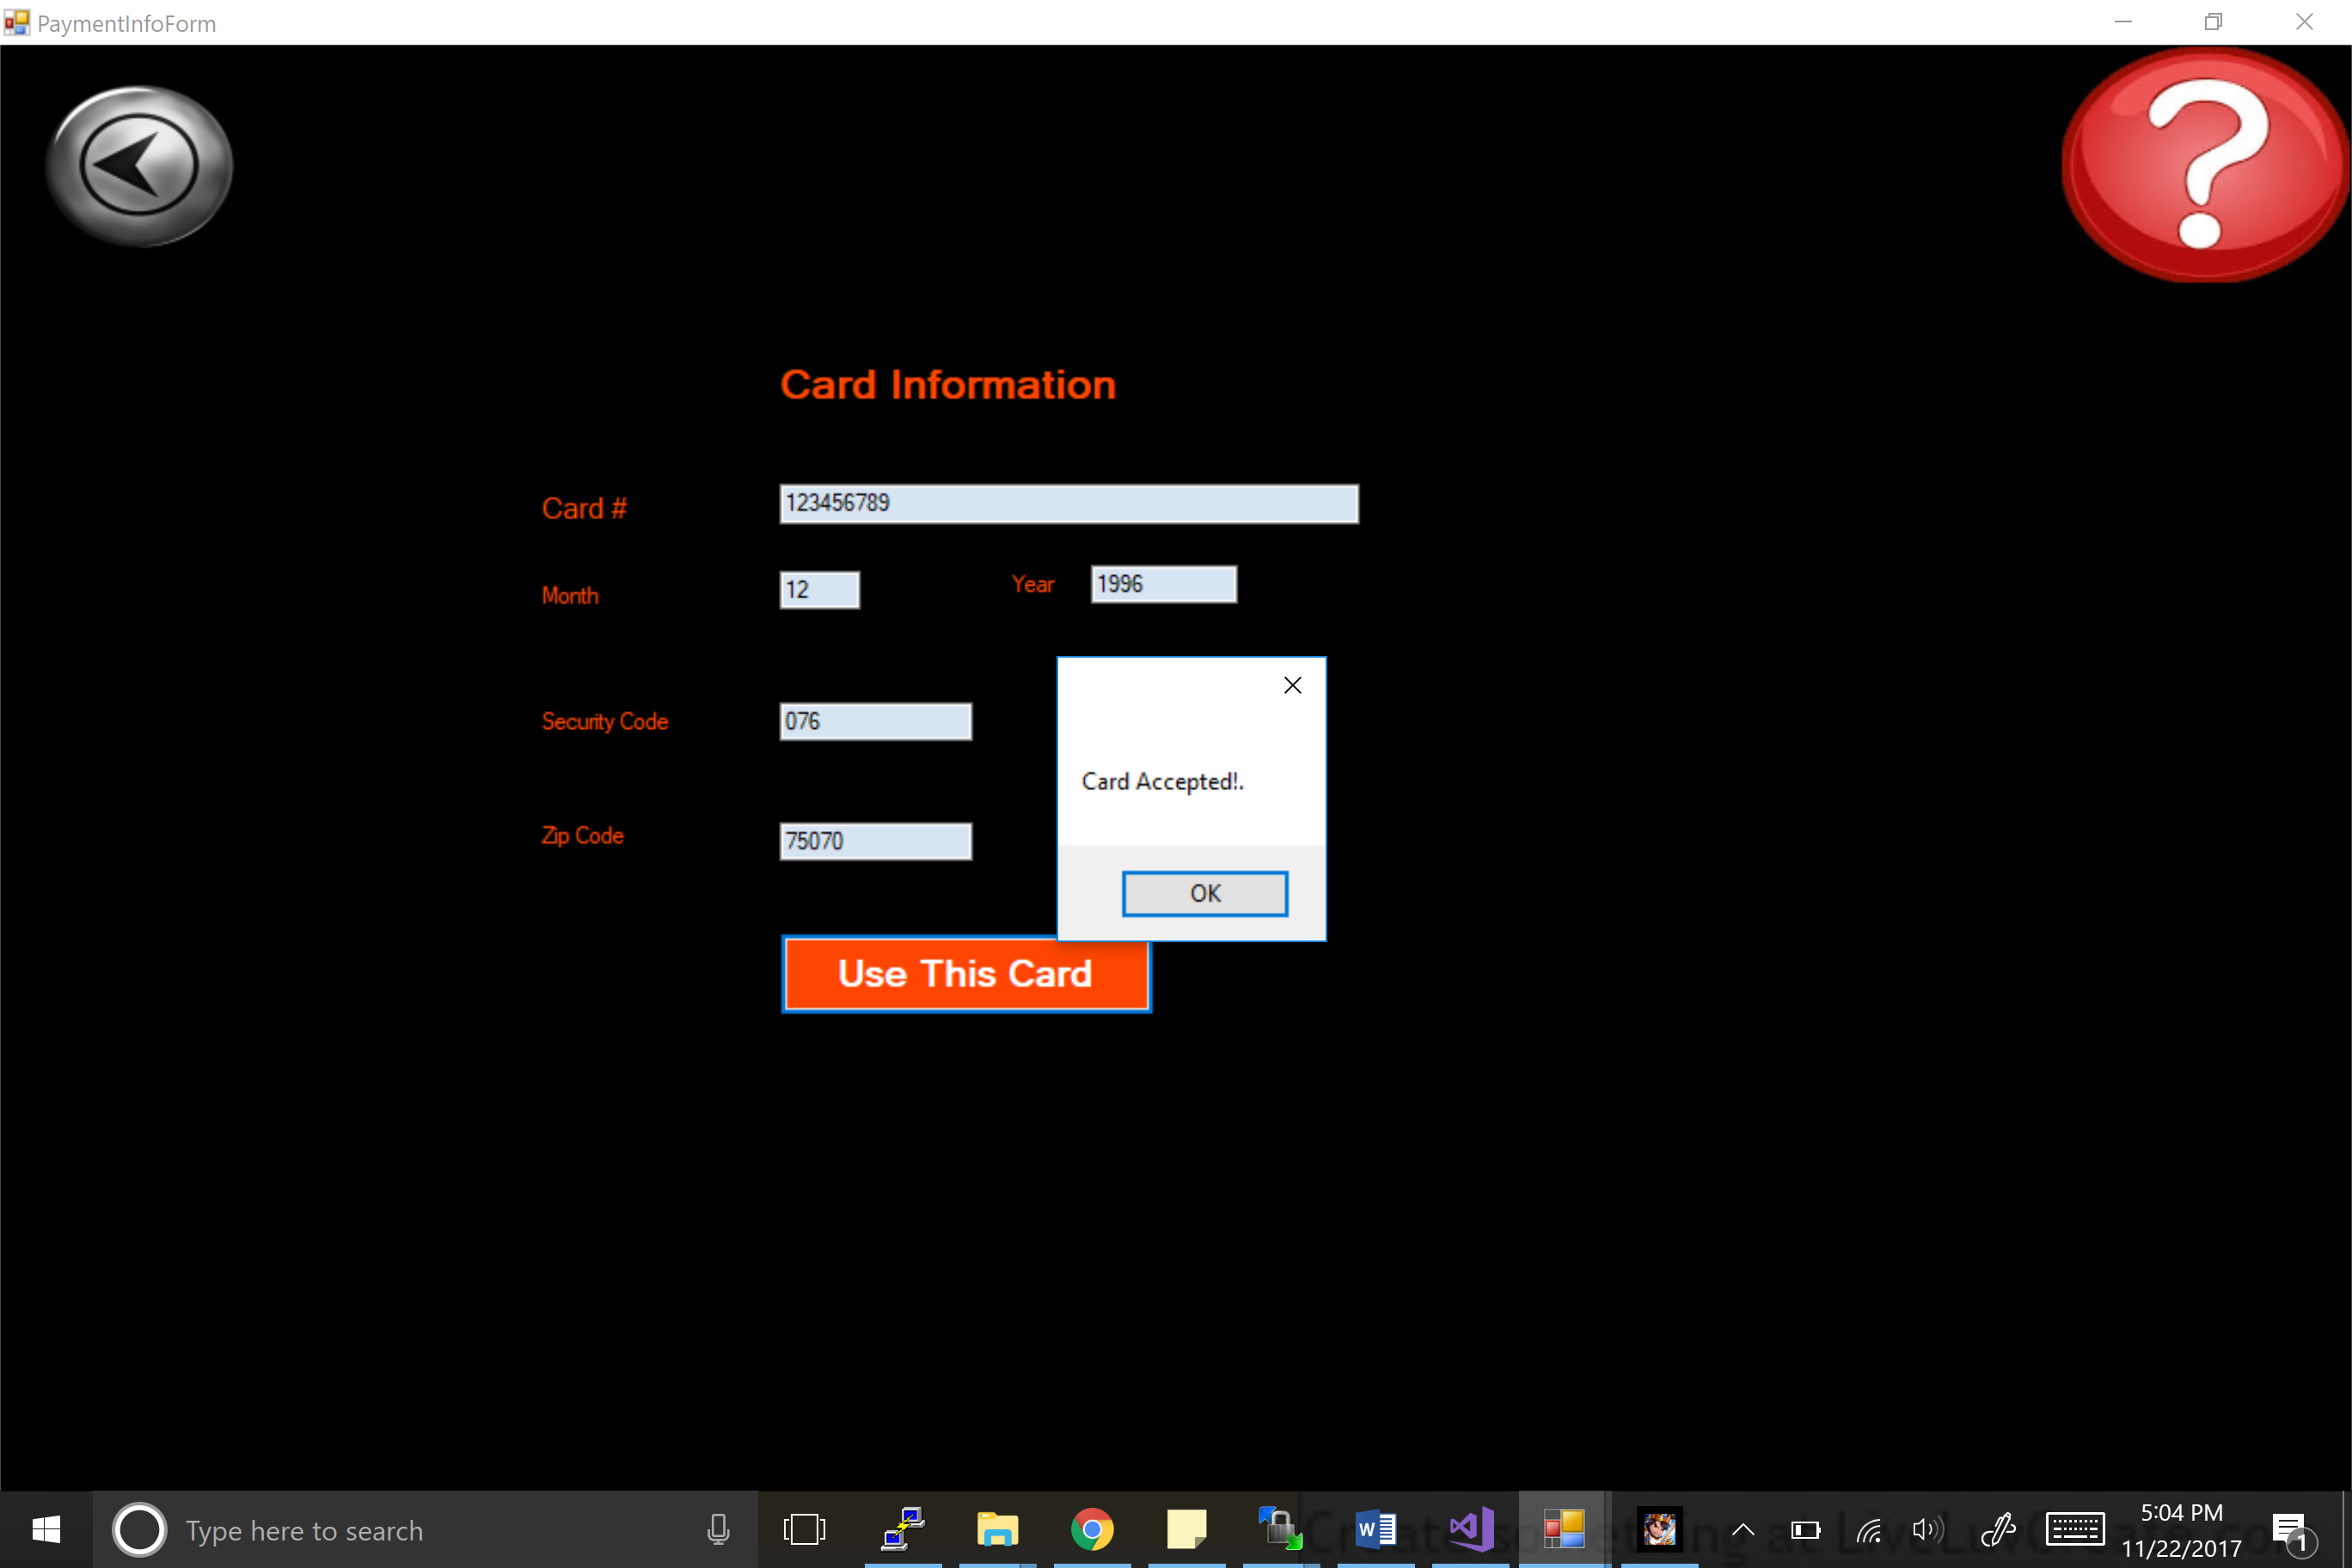 PaymentInfoForm
Card Information
Card # 123456789
Month 12 Year 1996
Security Code 076
Card Accepted!.
Zip Code 75070
OK
Use This Card
Type here to search
5:04 PM
11/22/2017
1